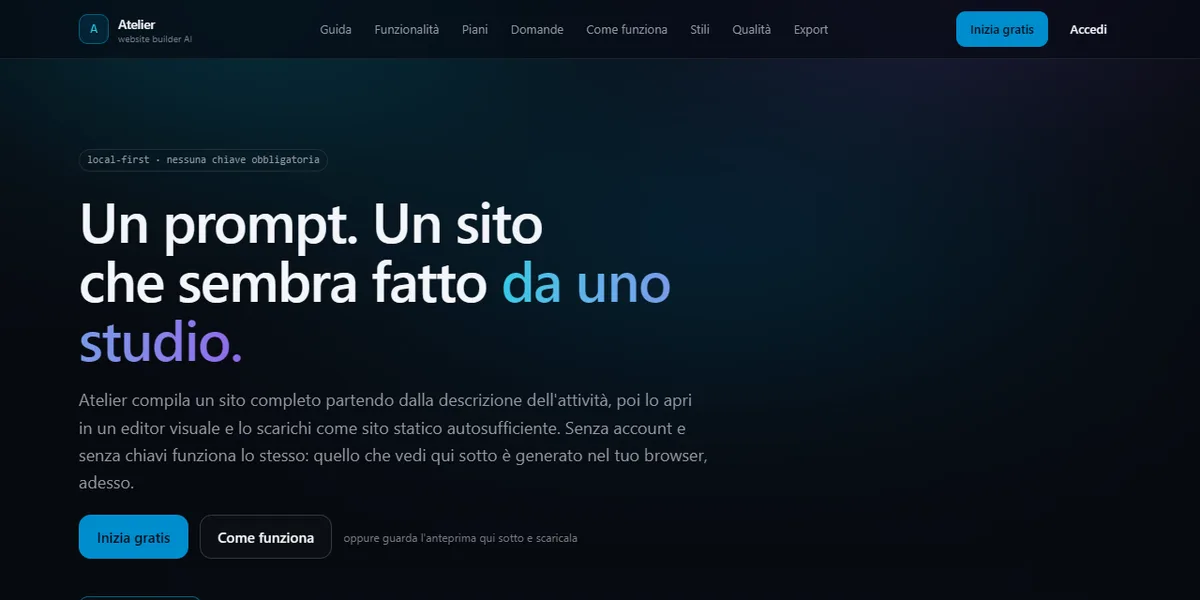 A
Atelier
website builder AI
Guida
Funzionalità
Piani
Domande
Come funziona
Stili
Qualità
Export
Inizia gratis
Accedi
local-first · nessuna chiave obbligatoria
Un prompt. Un sito
che sembra fatto da uno
studio.
Atelier compila un sito completo partendo dalla descrizione dell'attività, poi lo apri
in un editor visuale e lo scarichi come sito statico autosufficiente. Senza account e
senza chiavi funziona lo stesso: quello che vedi qui sotto è generato nel tuo browser,
adesso.
Inizia gratis
Come funziona
oppure guarda l'anteprima qui sotto e scaricala